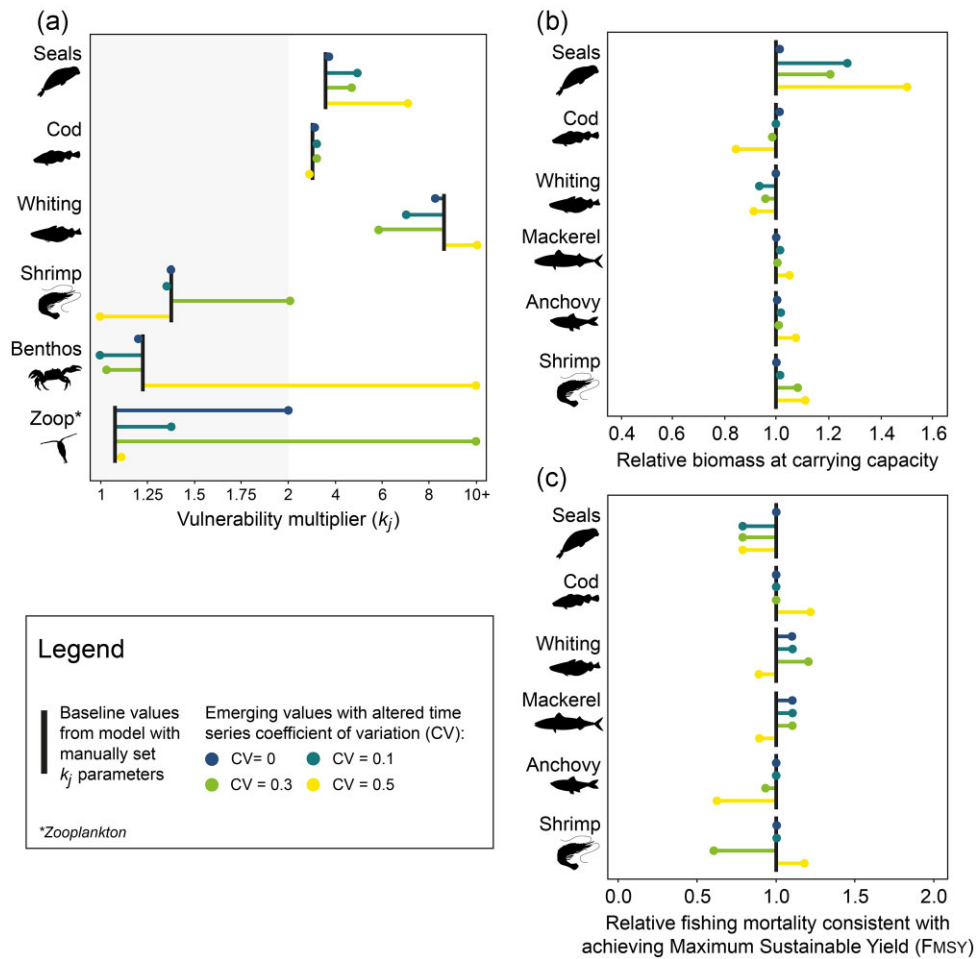 (a)
Seals
Cod
Whiting
Shrimp
Benthos
Zoop*
1 1.25 1.5 1.75 2 4 6 8 10+
Vulnerability multiplier (kj)
(b)
Seals
Cod
Whiting
Mackerel
Anchovy
Shrimp
0.4 0.6 0.8 1.0 1.2 1.4 1.6
Relative biomass at carrying capacity
(c)
Seals
Cod
Whiting
Mackerel
Anchovy
Shrimp
0.0 0.5 1.0 1.5 2.0
Relative fishing mortality consistent with
achieving Maximum Sustainable Yield (FMSY)
Legend
Baseline values
from model with
manually set
kj parameters
Emerging values with altered time
series coefficient of variation (CV):
CV= 0 CV = 0.1
CV = 0.3 CV = 0.5
*Zooplankton